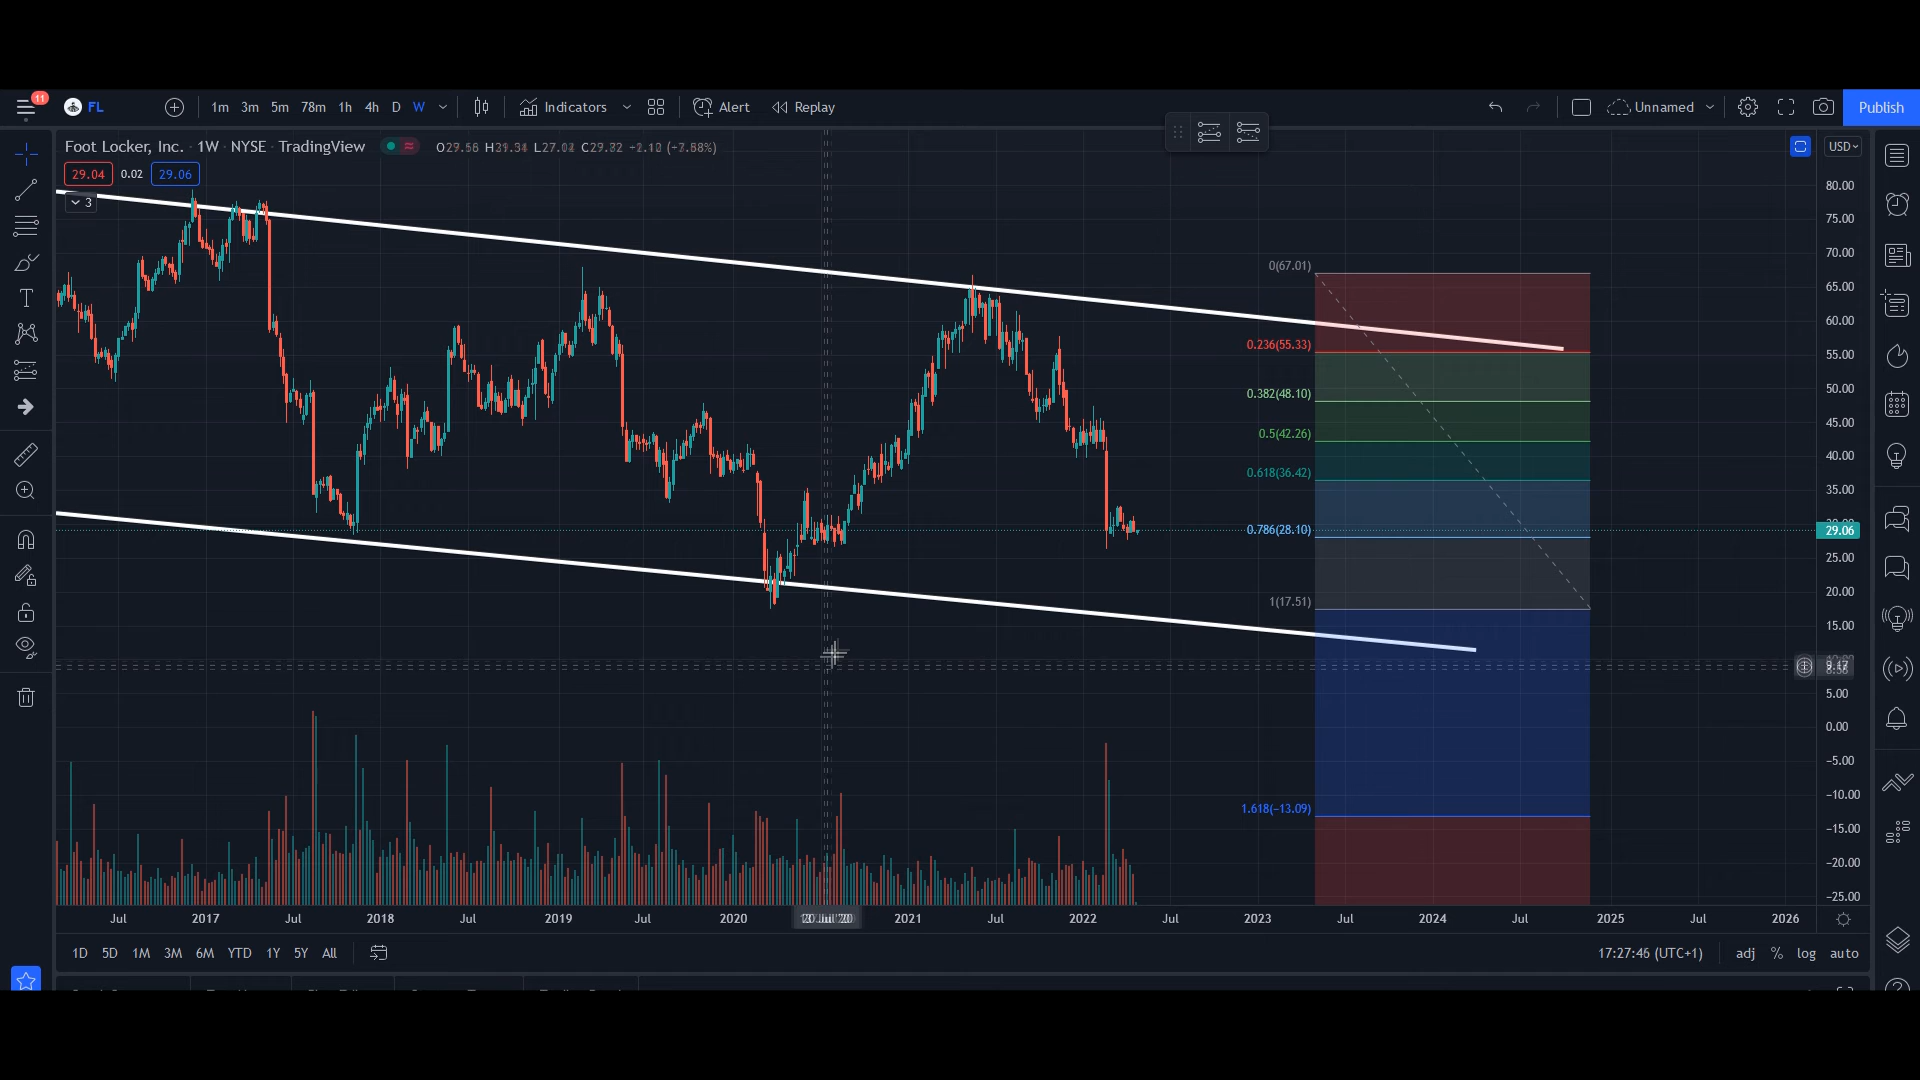 11
FL
1m 3m 5m 78m 1h 4h D W
Indicators
Alert
Replay
Unnamed
Publish
Foot Locker, Inc. · 1W · NYSE · TradingView
29.04 0.02 29.06
3
USD
80.00
75.00
70.00
65.00
60.00
55.00
50.00
45.00
40.00
35.00
29.06
25.00
20.00
15.00
5.00
0.00
−5.00
−10.00
−15.00
−20.00
−25.00
0(67.01)
0.236(55.33)
0.382(48.10)
0.5(42.26)
0.618(36.42)
0.786(28.10)
1(17.51)
1.618(−13.09)
Jul 2017 Jul 2018 Jul 2019 Jul 2020 2021 Jul 2022 Jul 2023 Jul 2024 Jul 2025 Jul 2026
1D 5D 1M 3M 6M YTD 1Y 5Y All
17:27:46 (UTC+1) adj % log auto